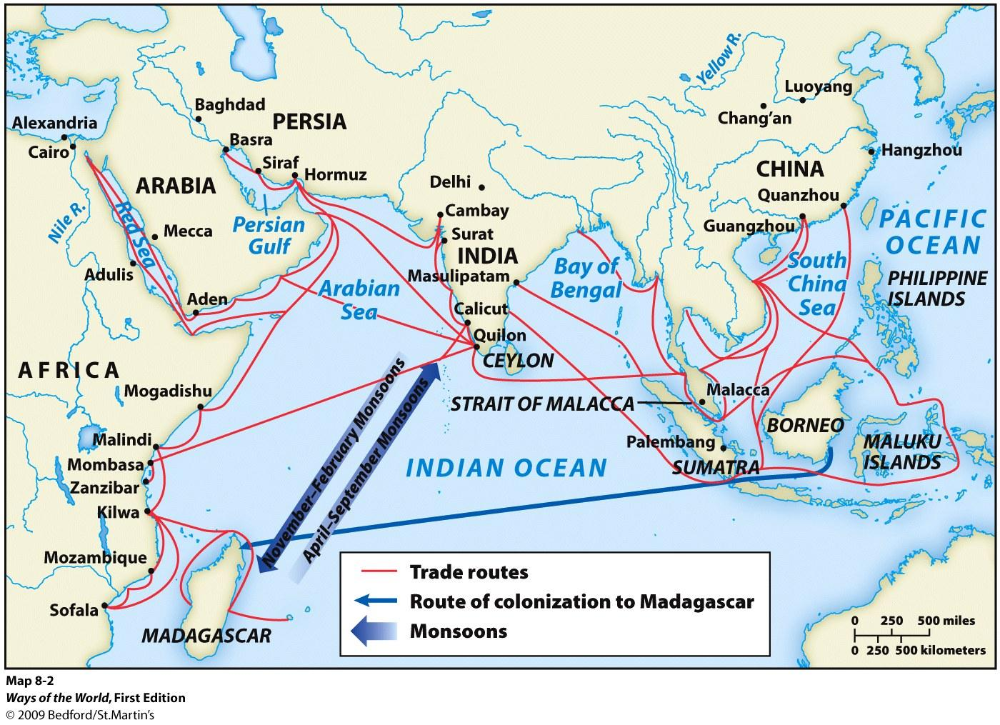 Yellow R.
Luoyang
Chang'an
Baghdad
PERSIA
Alexandria
Cairo
Basra
Siraf
Hormuz
Hangzhou
CHINA
ARABIA
Delhi
Quanzhou
Nile R.
Red Sea
Mecca
Persian
Gulf
Cambay
Surat
INDIA
Guangzhou
PACIFIC
OCEAN
Adulis
Masulipatam
Bay of
Bengal
South
China
Sea
PHILIPPINE
ISLANDS
Aden
Arabian
Sea
Calicut
Quilon
CEYLON
AFRICA
Mogadishu
November–February Monsoons
April–September Monsoons
STRAIT OF MALACCA
Malacca
Malindi
Mombasa
Zanzibar
Kilwa
INDIAN OCEAN
Palembang
SUMATRA
BORNEO
MALUKU
ISLANDS
Mozambique
Sofala
MADAGASCAR
Trade routes
Route of colonization to Madagascar
Monsoons
0 250 500 miles
0 250 500 kilometers
Map 8-2
Ways of the World, First Edition
© 2009 Bedford/St.Martin's